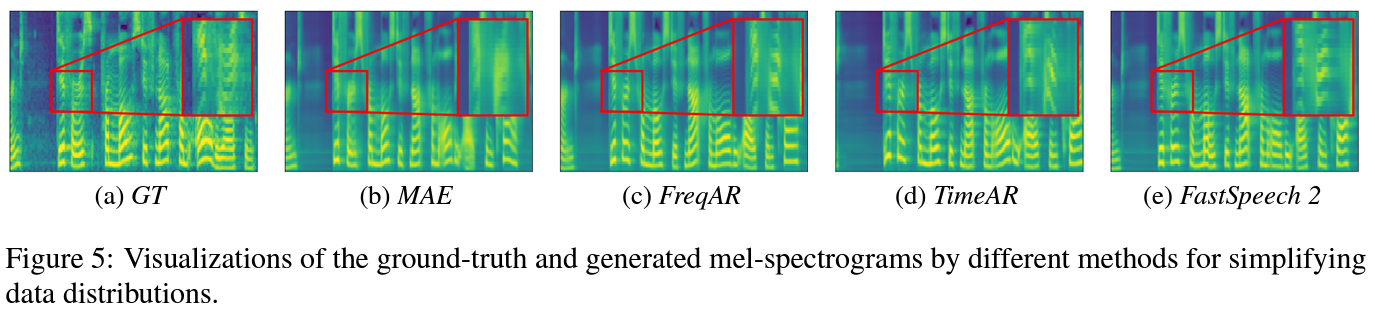 (a) GT
(b) MAE
(c) FreqAR
(d) TimeAR
(e) FastSpeech 2
Figure 5: Visualizations of the ground-truth and generated mel-spectrograms by different methods for simplifying
data distributions.